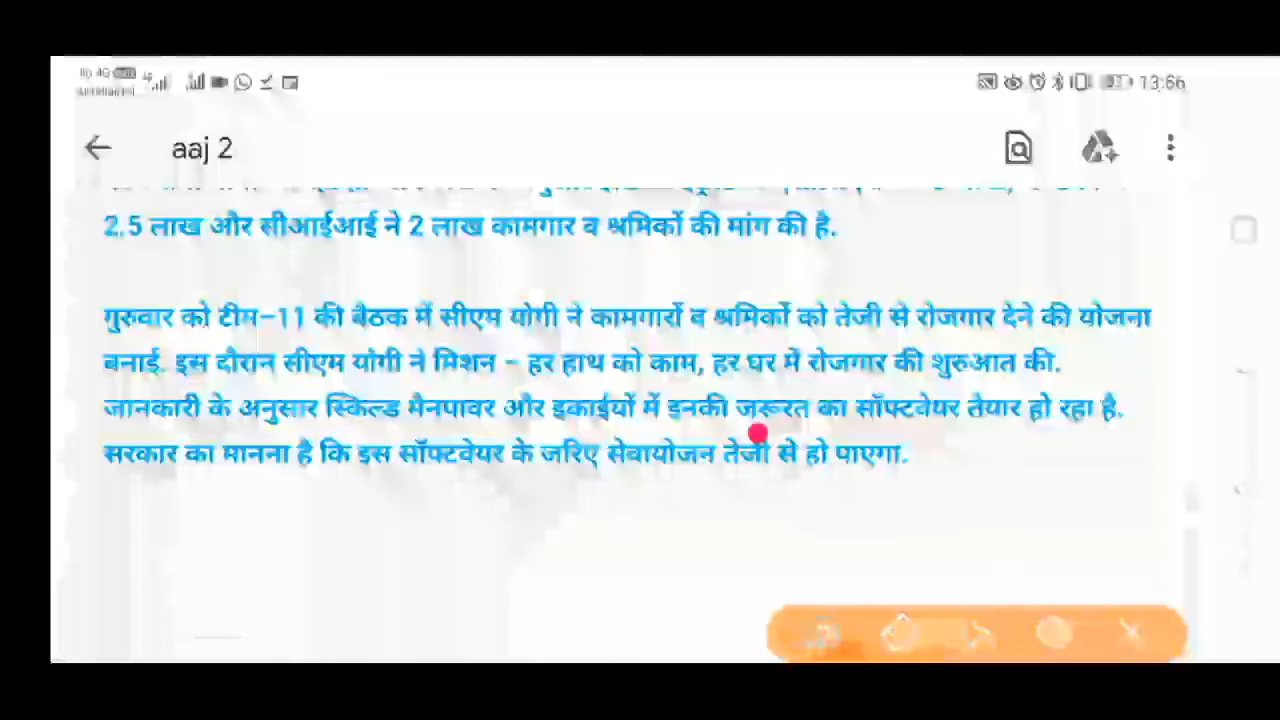 aaj 2
2.5 लाख और सीआईआई ने 2 लाख कामगार व श्रमिकों की मांग की है.
गुरुवार को टीम-11 की बैठक में सीएम योगी ने कामगारों व श्रमिकों को तेजी से रोजगार देने की योजना
बनाई. इस दौरान सीएम योगी ने मिशन - हर हाथ को काम, हर घर में रोजगार की शुरुआत की.
जानकारी के अनुसार स्किल्ड मैनपावर और इकाईयों में इनकी जरूरत का सॉफ्टवेयर तैयार हो रहा है.
सरकार का मानना है कि इस सॉफ्टवेयर के जरिए सेवायोजन तेजी से हो पाएगा.